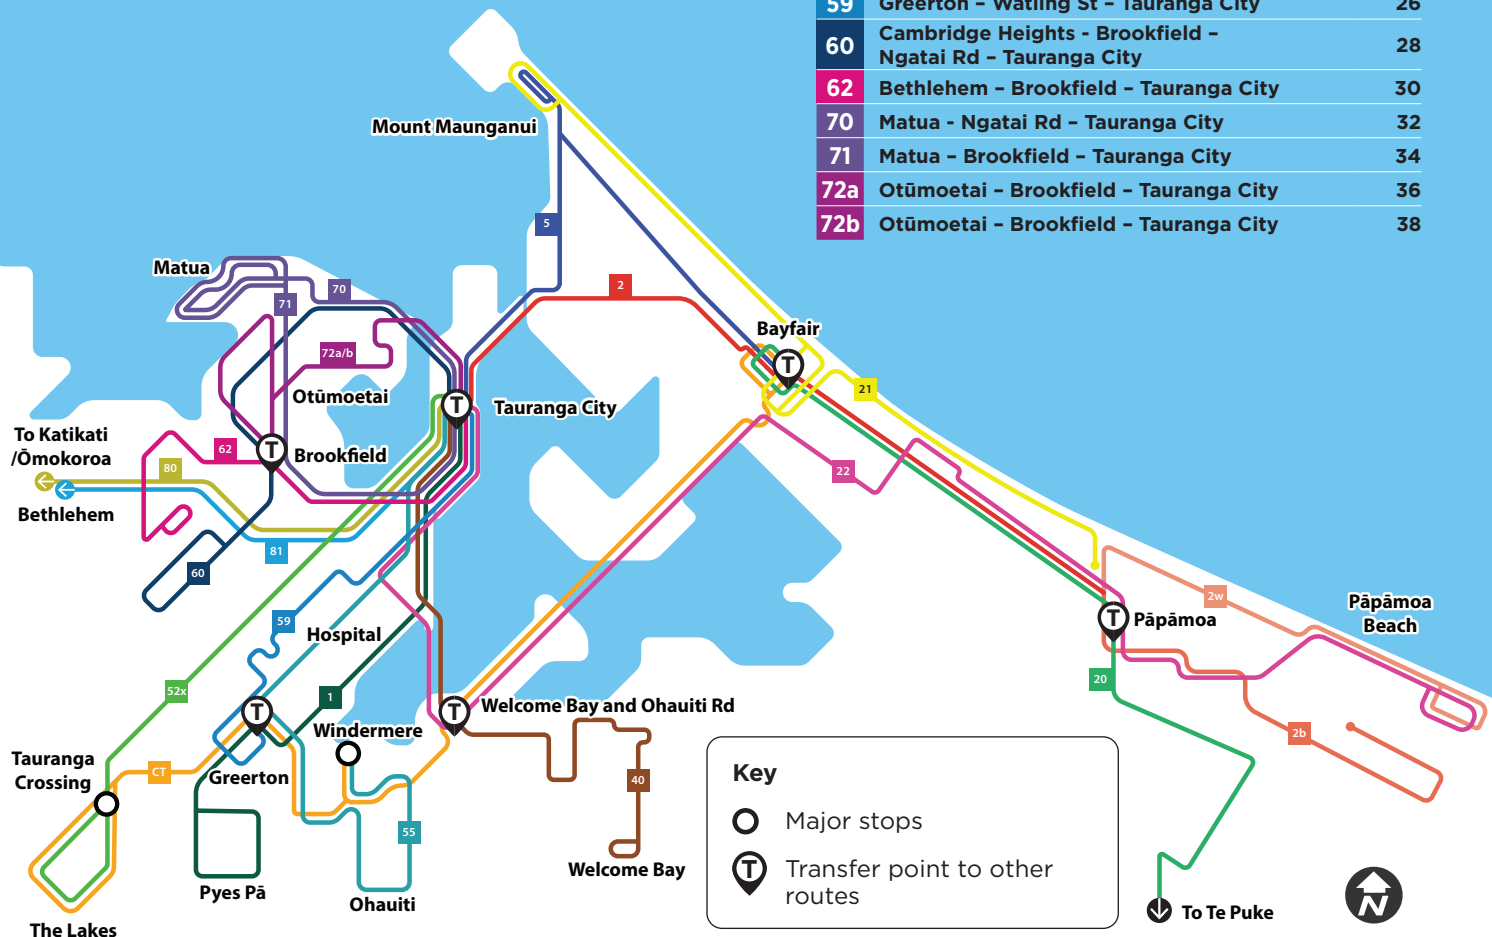 59 Greerton – Watling St – Tauranga City 26
60 Cambridge Heights - Brookfield –
Ngatai Rd – Tauranga City 28
62 Bethlehem – Brookfield – Tauranga City 30
70 Matua - Ngatai Rd – Tauranga City 32
71 Matua – Brookfield – Tauranga City 34
72a Otūmoetai – Brookfield – Tauranga City 36
72b Otūmoetai – Brookfield – Tauranga City 38
Mount Maunganui
5
Matua
70
71
2
72a/b
Bayfair
T
21
Otūmoetai
T
Tauranga City
To Katikati
/Ōmokoroa
62
T
Brookfield
80
22
Bethlehem
81
60
2w
Pāpāmoa
Beach
59
Hospital
T
Pāpāmoa
52x
1
20
T
T
Welcome Bay and Ohauiti Rd
Windermere
2b
Tauranga
Crossing
CT
Greerton
40
55
Key
Major stops
T
Transfer point to other
routes
Welcome Bay
Pyes Pā
Ohauiti
The Lakes
To Te Puke
N